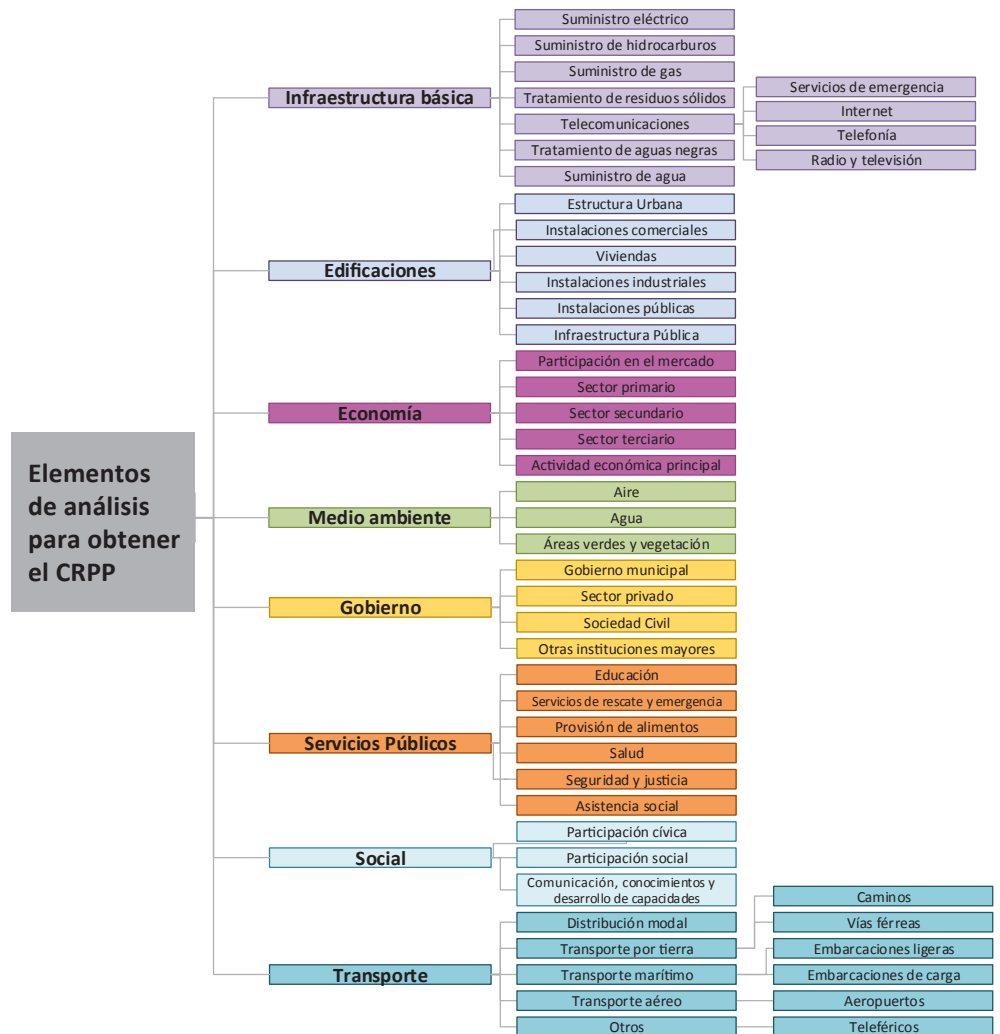 Elementos
de análisis
para obtener
el CRPP
Infraestructura básica
Suministro eléctrico
Suministro de hidrocarburos
Suministro de gas
Tratamiento de residuos sólidos
Telecomunicaciones
Servicios de emergencia
Internet
Telefonía
Radio y televisión
Tratamiento de aguas negras
Suministro de agua
Edificaciones
Estructura Urbana
Instalaciones comerciales
Viviendas
Instalaciones industriales
Instalaciones públicas
Infraestructura Pública
Economía
Participación en el mercado
Sector primario
Sector secundario
Sector terciario
Actividad económica principal
Medio ambiente
Aire
Agua
Áreas verdes y vegetación
Gobierno
Gobierno municipal
Sector privado
Sociedad Civil
Otras instituciones mayores
Servicios Públicos
Educación
Servicios de rescate y emergencia
Provisión de alimentos
Salud
Seguridad y justicia
Asistencia social
Social
Participación cívica
Participación social
Comunicación, conocimientos y
desarrollo de capacidades
Transporte
Distribución modal
Transporte por tierra
Caminos
Vías férreas
Transporte marítimo
Embarcaciones ligeras
Embarcaciones de carga
Transporte aéreo
Aeropuertos
Otros
Teleféricos